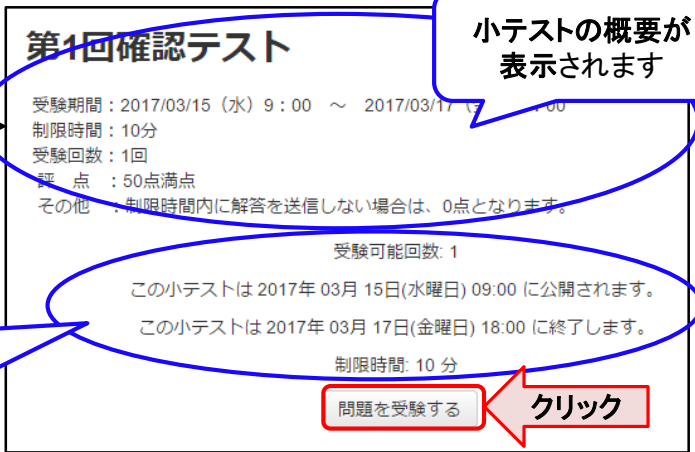 小テストの概要が
表示されます
第1回確認テスト
受験期間：2017/03/15（水）9：00　～　2017/03/17（
制限時間：10分
受験回数：1回
評　点　：50点満点
その他　：制限時間内に解答を送信しない場合は、0点となります。
受験可能回数: 1
この小テストは 2017年 03月 15日(水曜日) 09:00 に公開されます。
この小テストは 2017年 03月 17日(金曜日) 18:00 に終了します。
制限時間: 10 分
問題を受験する
クリック